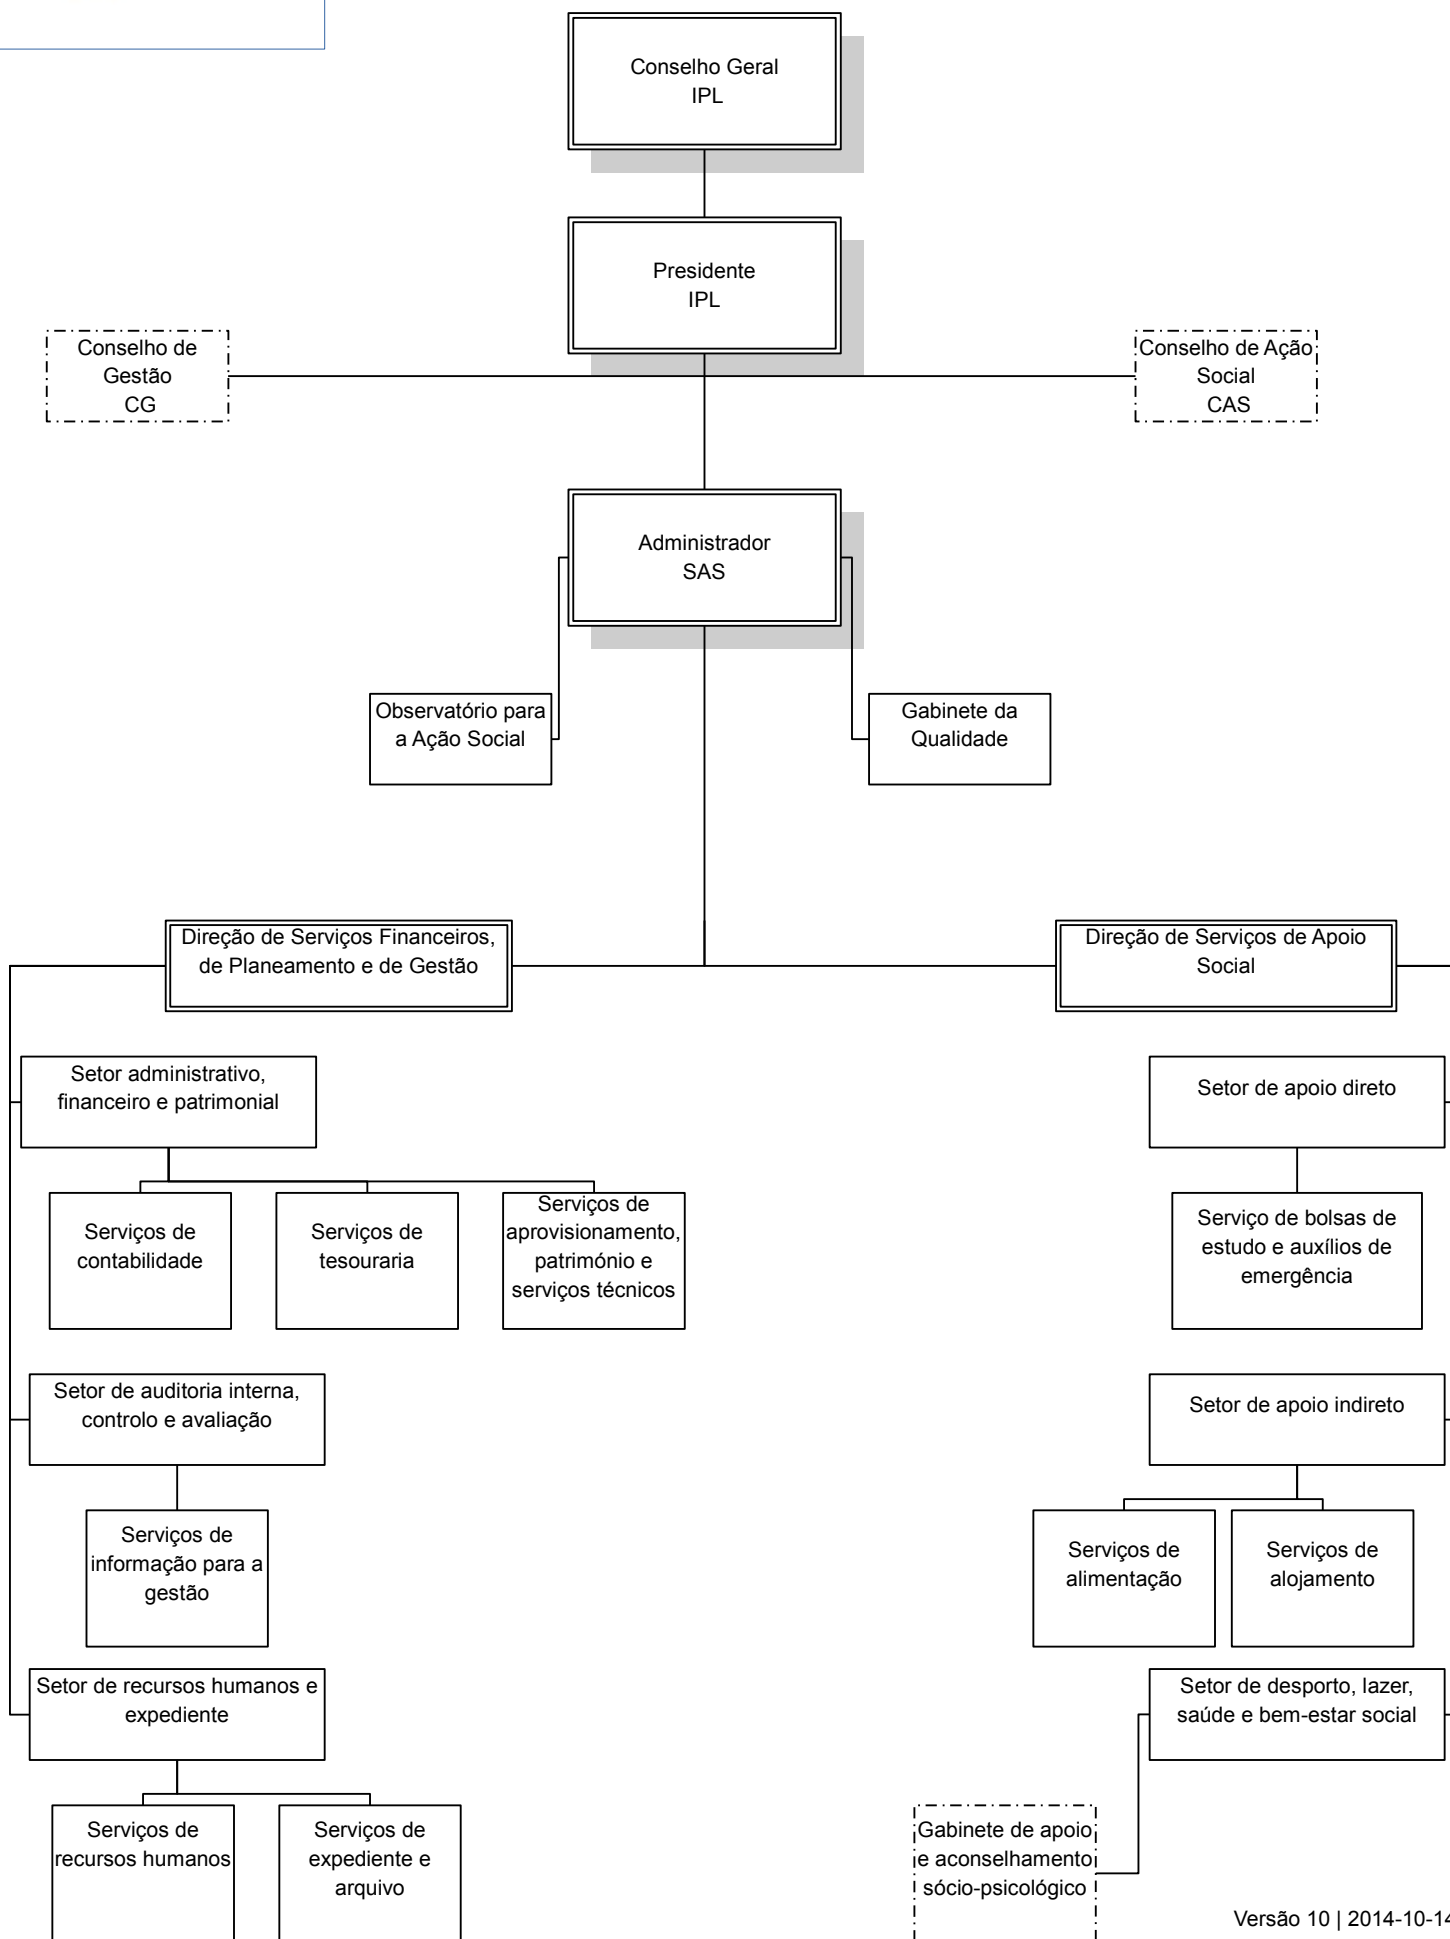 Conselho Geral
IPL
Presidente
IPL
Conselho de
Gestão
CG
Conselho de Ação
Social
CAS
Administrador
SAS
Observatório para
a Ação Social
Gabinete da
Qualidade
Direção de Serviços Financeiros,
de Planeamento e de Gestão
Direção de Serviços de Apoio
Social
Setor administrativo,
financeiro e patrimonial
Setor de apoio direto
Serviços de
contabilidade
Serviços de
tesouraria
Serviços de
aprovisionamento,
património e
serviços técnicos
Serviço de bolsas de
estudo e auxílios de
emergência
Setor de auditoria interna,
controlo e avaliação
Setor de apoio indireto
Serviços de
informação para a
gestão
Serviços de
alimentação
Serviços de
alojamento
Setor de recursos humanos e
expediente
Setor de desporto, lazer,
saúde e bem-estar social
Serviços de
recursos humanos
Serviços de
expediente e
arquivo
Gabinete de apoio
e aconselhamento
sócio-psicológico
Versão 10 | 2014-10-14